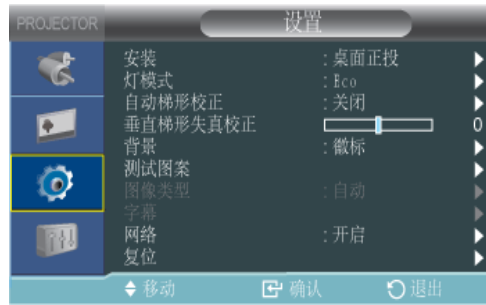 PROJECTOR 设置
安装 : 桌面正投
灯模式 : Eco
自动梯形校正 : 关闭
垂直梯形失真校正 0
背景 : 徽标
测试图案
图像类型 : 自动
字幕
网络 : 开启
复位
移动 确认 退出